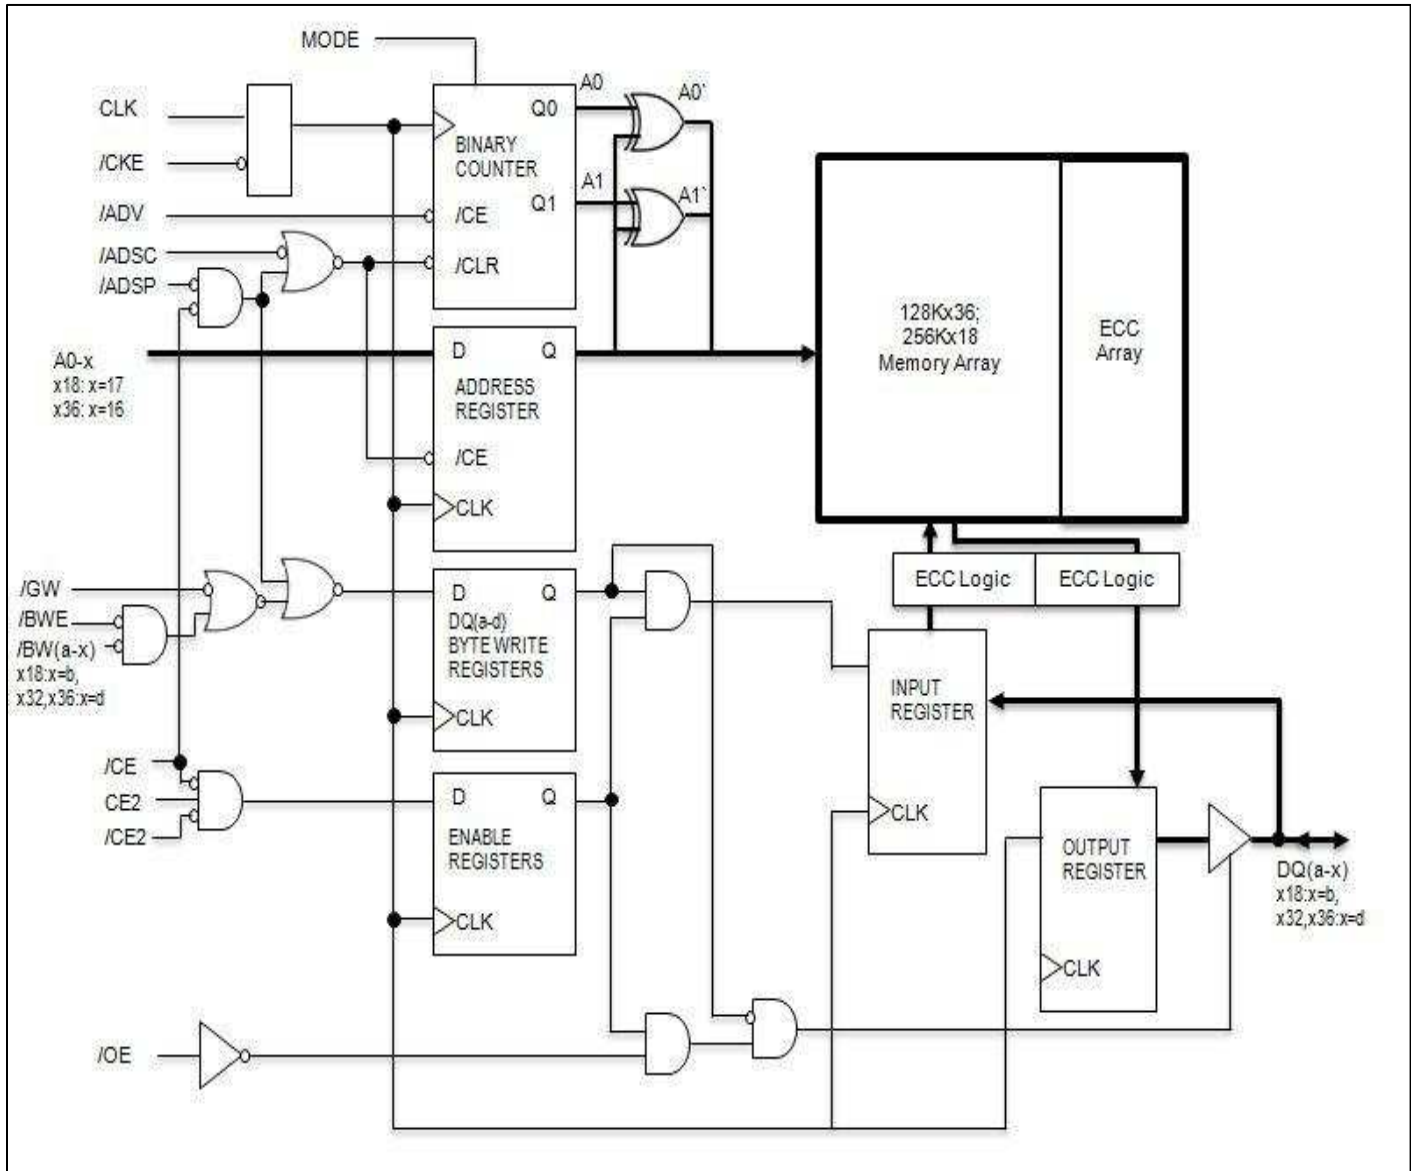 MODE
CLK
/CKE
/ADV
/ADSC
/ADSP
BINARY
COUNTER
Q0
Q1
/CE
/CLR
A0
A1
A0`
A1`
A0-x
x18: x=17
x36: x=16
D
Q
ADDRESS
REGISTER
/CE
CLK
128Kx36;
256Kx18
Memory Array
ECC
Array
/GW
/BWE
/BW(a-x)
x18:x=b,
x32,x36:x=d
D
Q
DQ(a-d)
BYTE WRITE
REGISTERS
CLK
ECC Logic
ECC Logic
INPUT
REGISTER
CLK
/CE
CE2
/CE2
D
Q
ENABLE
REGISTERS
CLK
OUTPUT
REGISTER
CLK
DQ(a-x)
x18:x=b,
x32,x36:x=d
/OE